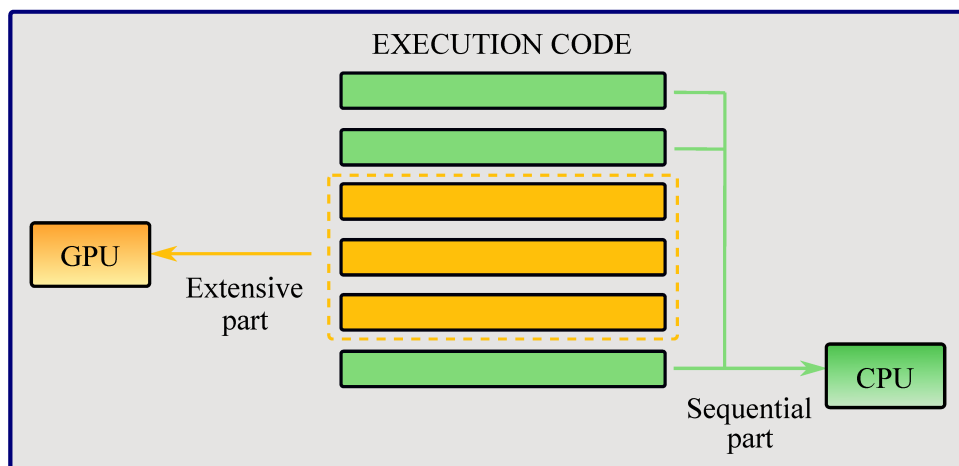 EXECUTION CODE
GPU
Extensive
part
CPU
Sequential
part